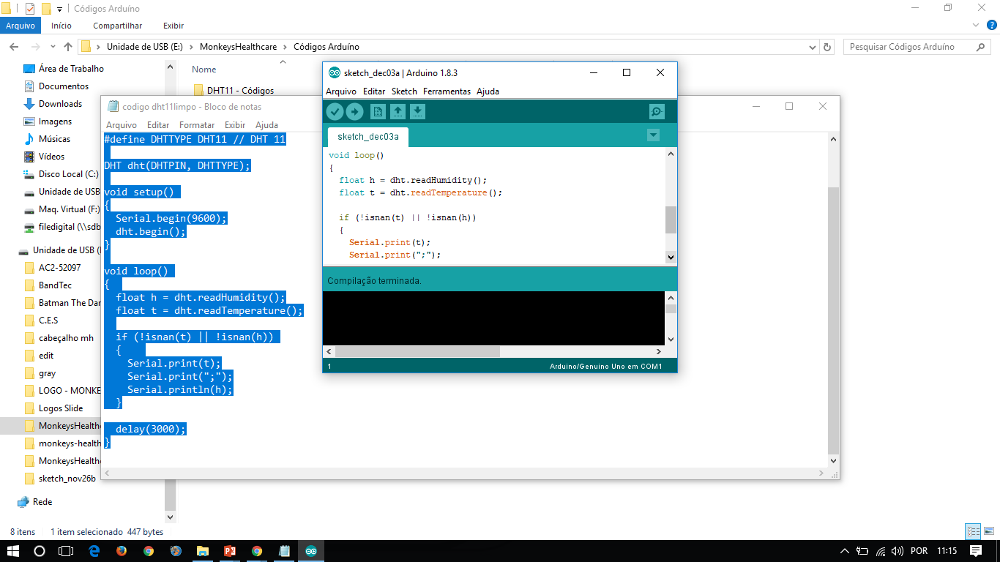 Códigos Arduíno
Arquivo Início Compartilhar Exibir
Unidade de USB (E:) MonkeysHealthcare Códigos Arduíno
Pesquisar Códigos Arduíno
Área de Trabalho
Documentos
Downloads
Imagens
Músicas
Vídeos
Disco Local (C:)
Unidade de USB
Maq. Virtual (F:)
filedigital (\\sdb
Unidade de USB (
AC2-52097
BandTec
Batman The Dar
C.E.S
cabeçalho mh
edit
gray
LOGO - MONKE
Logos Slide
MonkeysHealthc
monkeys-health
MonkeysHealthc
sketch_nov26b
Rede
Nome
DHT11 - Códigos
codigo dht11limpo - Bloco de notas
Arquivo Editar Formatar Exibir Ajuda
#define DHTTYPE DHT11 // DHT 11
DHT dht(DHTPIN, DHTTYPE);
void setup()
{
Serial.begin(9600);
dht.begin();
}
void loop()
{
float h = dht.readHumidity();
float t = dht.readTemperature();
if (!isnan(t) || !isnan(h))
{
Serial.print(t);
Serial.print(";");
Serial.println(h);
}
delay(3000);
}
sketch_dec03a | Arduino 1.8.3
Arquivo Editar Sketch Ferramentas Ajuda
sketch_dec03a
void loop()
{
float h = dht.readHumidity();
float t = dht.readTemperature();
if (!isnan(t) || !isnan(h))
{
Serial.print(t);
Serial.print(";");
Compilação terminada.
1 Arduino/Genuino Uno em COM1
8 itens 1 item selecionado 447 bytes
POR 11:15